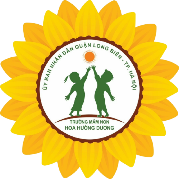 ỦY BAN NHÂN DÂN QUẬN LONG BIÊN - TP. HÀ NỘI
TRƯỜNG MẦM NON
HOA HƯỚNG DƯƠNG